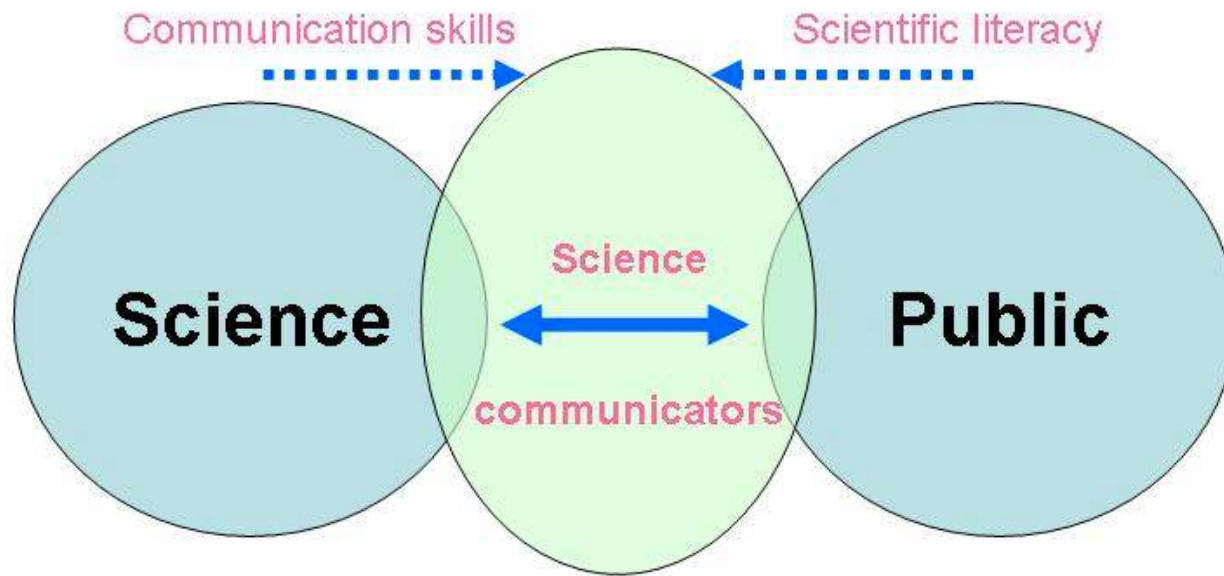 Communication skills
Scientific literacy
Science
Science
communicators
Public